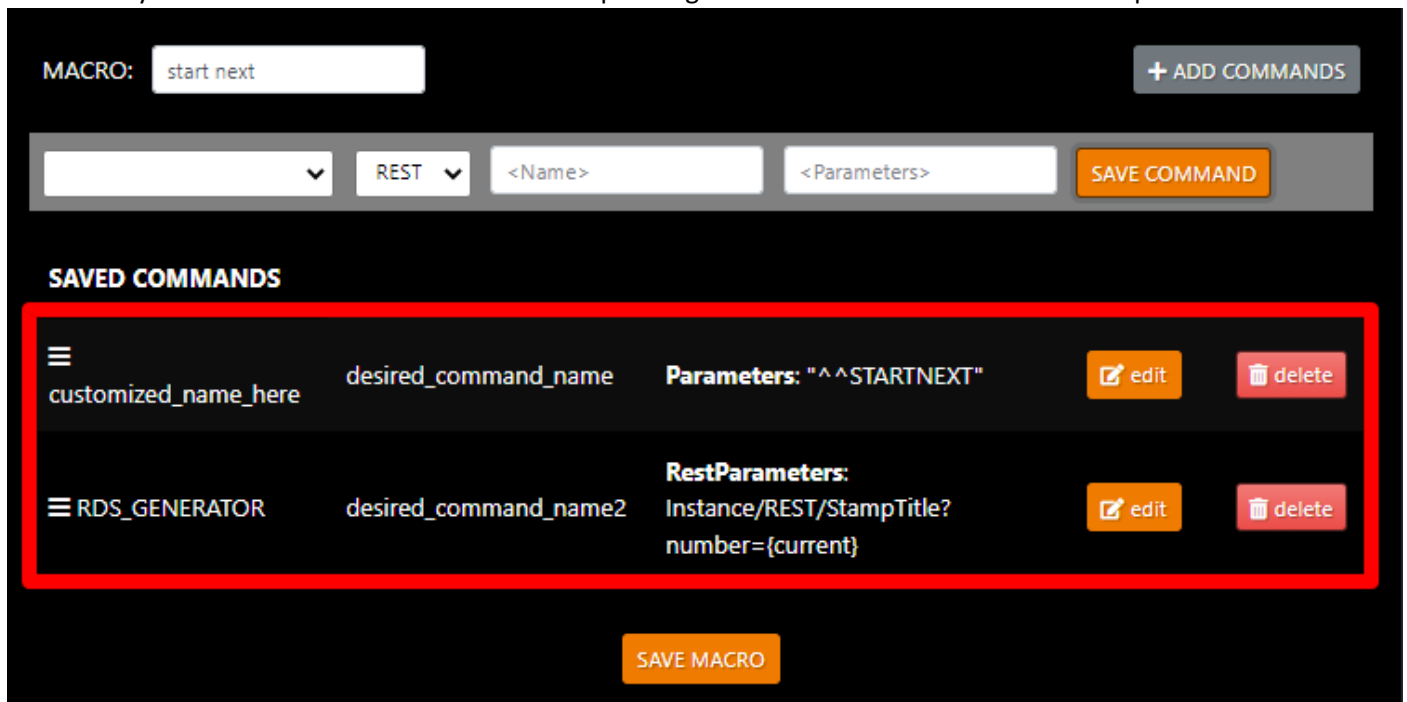 MACRO: start next + ADD COMMANDS
REST <Name> <Parameters> SAVE COMMAND
SAVED COMMANDS
customized_name_here desired_command_name Parameters: "^^STARTNEXT" edit delete
RDS_GENERATOR desired_command_name2 RestParameters:
Instance/REST/StampTitle?
number={current} edit delete
SAVE MACRO